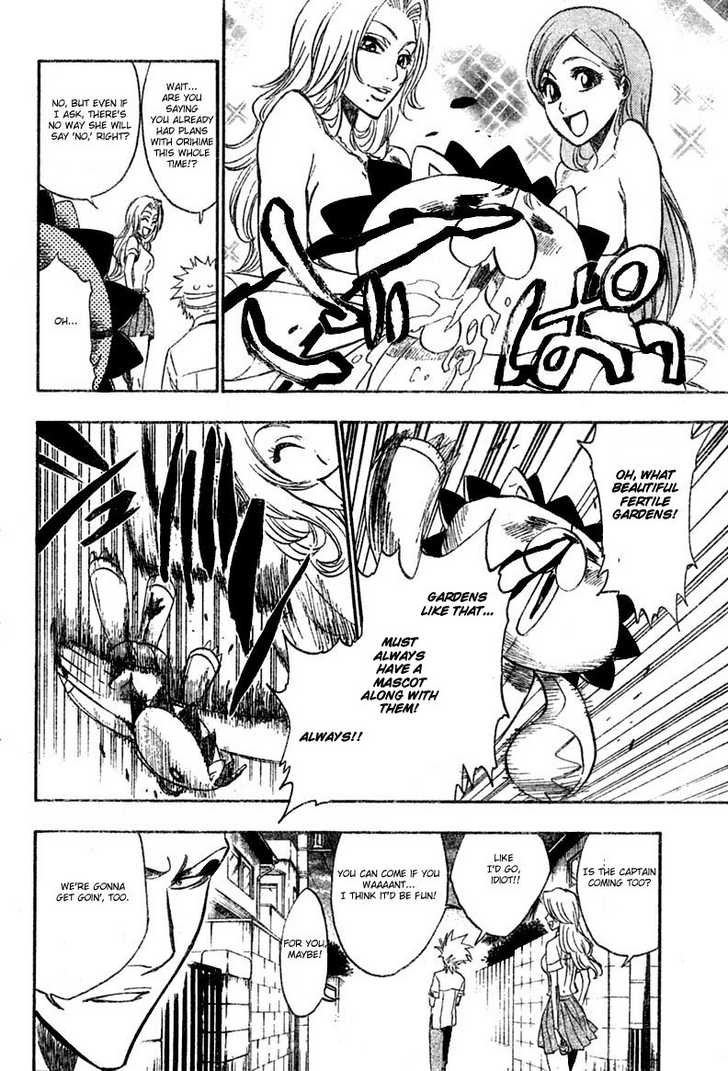 WAIT...
ARE YOU
SAYING
YOU ALREADY
HAD PLANS
WITH ORIHIME
THIS WHOLE
TIME!?
NO, BUT EVEN IF
I ASK, THERE'S
NO WAY SHE WILL
SAY 'NO,' RIGHT?
OH...
ぱっ
OH, WHAT
BEAUTIFUL
FERTILE
GARDENS!
GARDENS
LIKE THAT...
MUST
ALWAYS
HAVE A
MASCOT
ALONG WITH
THEM!
ALWAYS!!
IS THE CAPTAIN
COMING TOO?
LIKE
I'D GO,
IDIOT!!
YOU CAN COME IF YOU
WAAAANT...
I THINK IT'D BE FUN!
FOR YOU,
MAYBE!
WE'RE GONNA
GET GOIN', TOO.